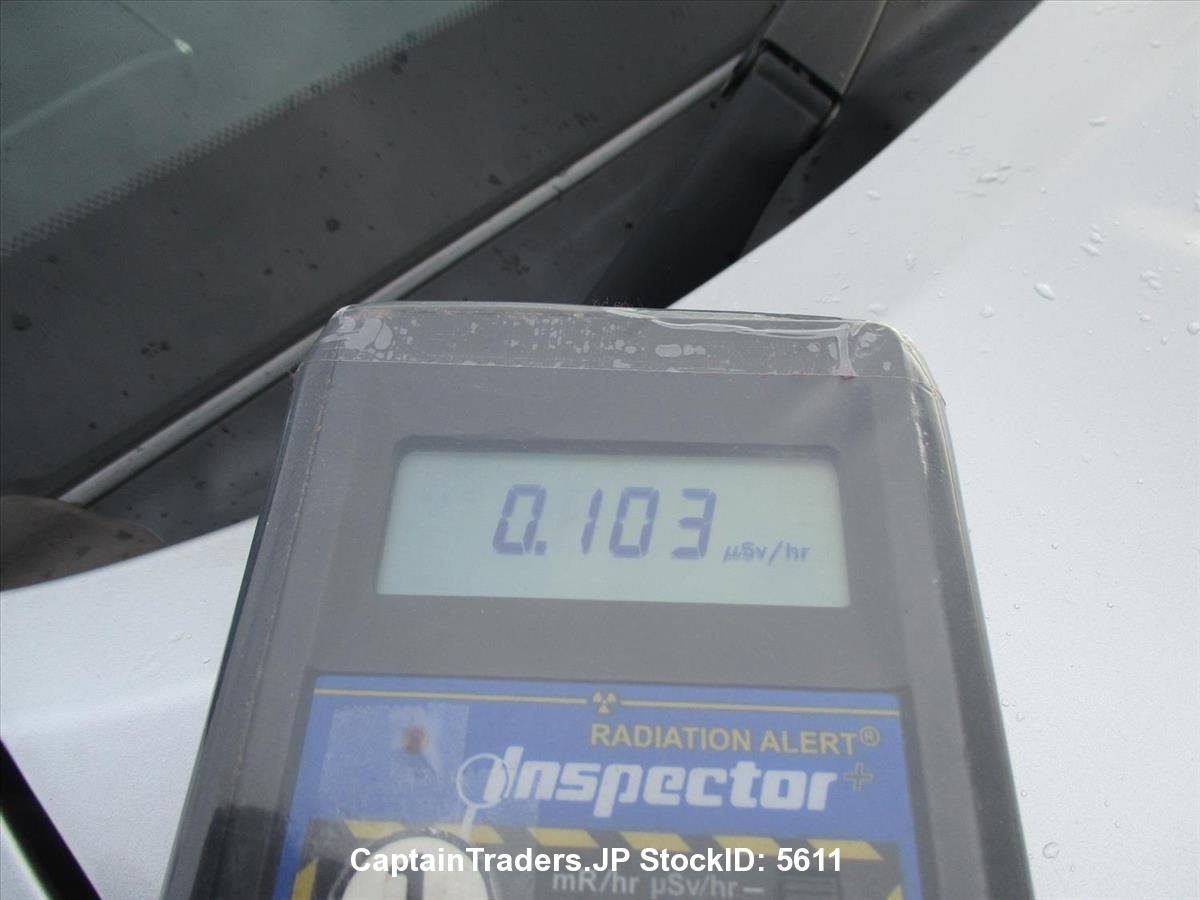 0.103 µSv/hr
RADIATION ALERT®
Inspector+
CaptainTraders.JP StockID: 5611
mR/hr µSv/hr